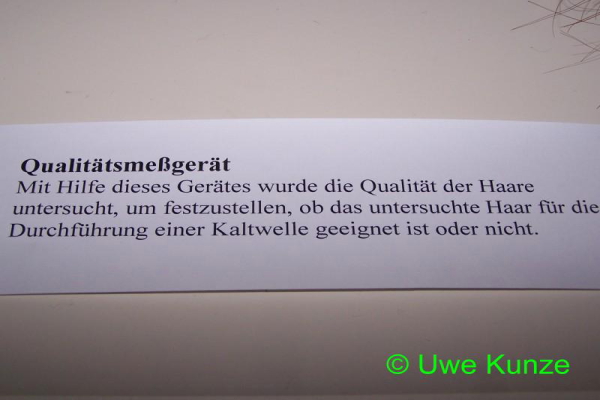 Qualitätsmeßgerät
Mit Hilfe dieses Gerätes wurde die Qualität der Haare
untersucht, um festzustellen, ob das untersuchte Haar für die
Durchführung einer Kaltwelle geeignet ist oder nicht.
© Uwe Kunze